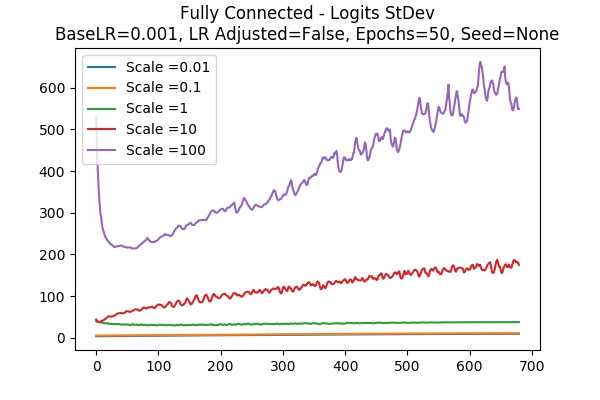 Fully Connected - Logits StDev
BaseLR=0.001, LR Adjusted=False, Epochs=50, Seed=None
Scale =0.01
Scale =0.1
Scale =1
Scale =10
Scale =100
600
500
400
300
200
100
0
0 100 200 300 400 500 600 700